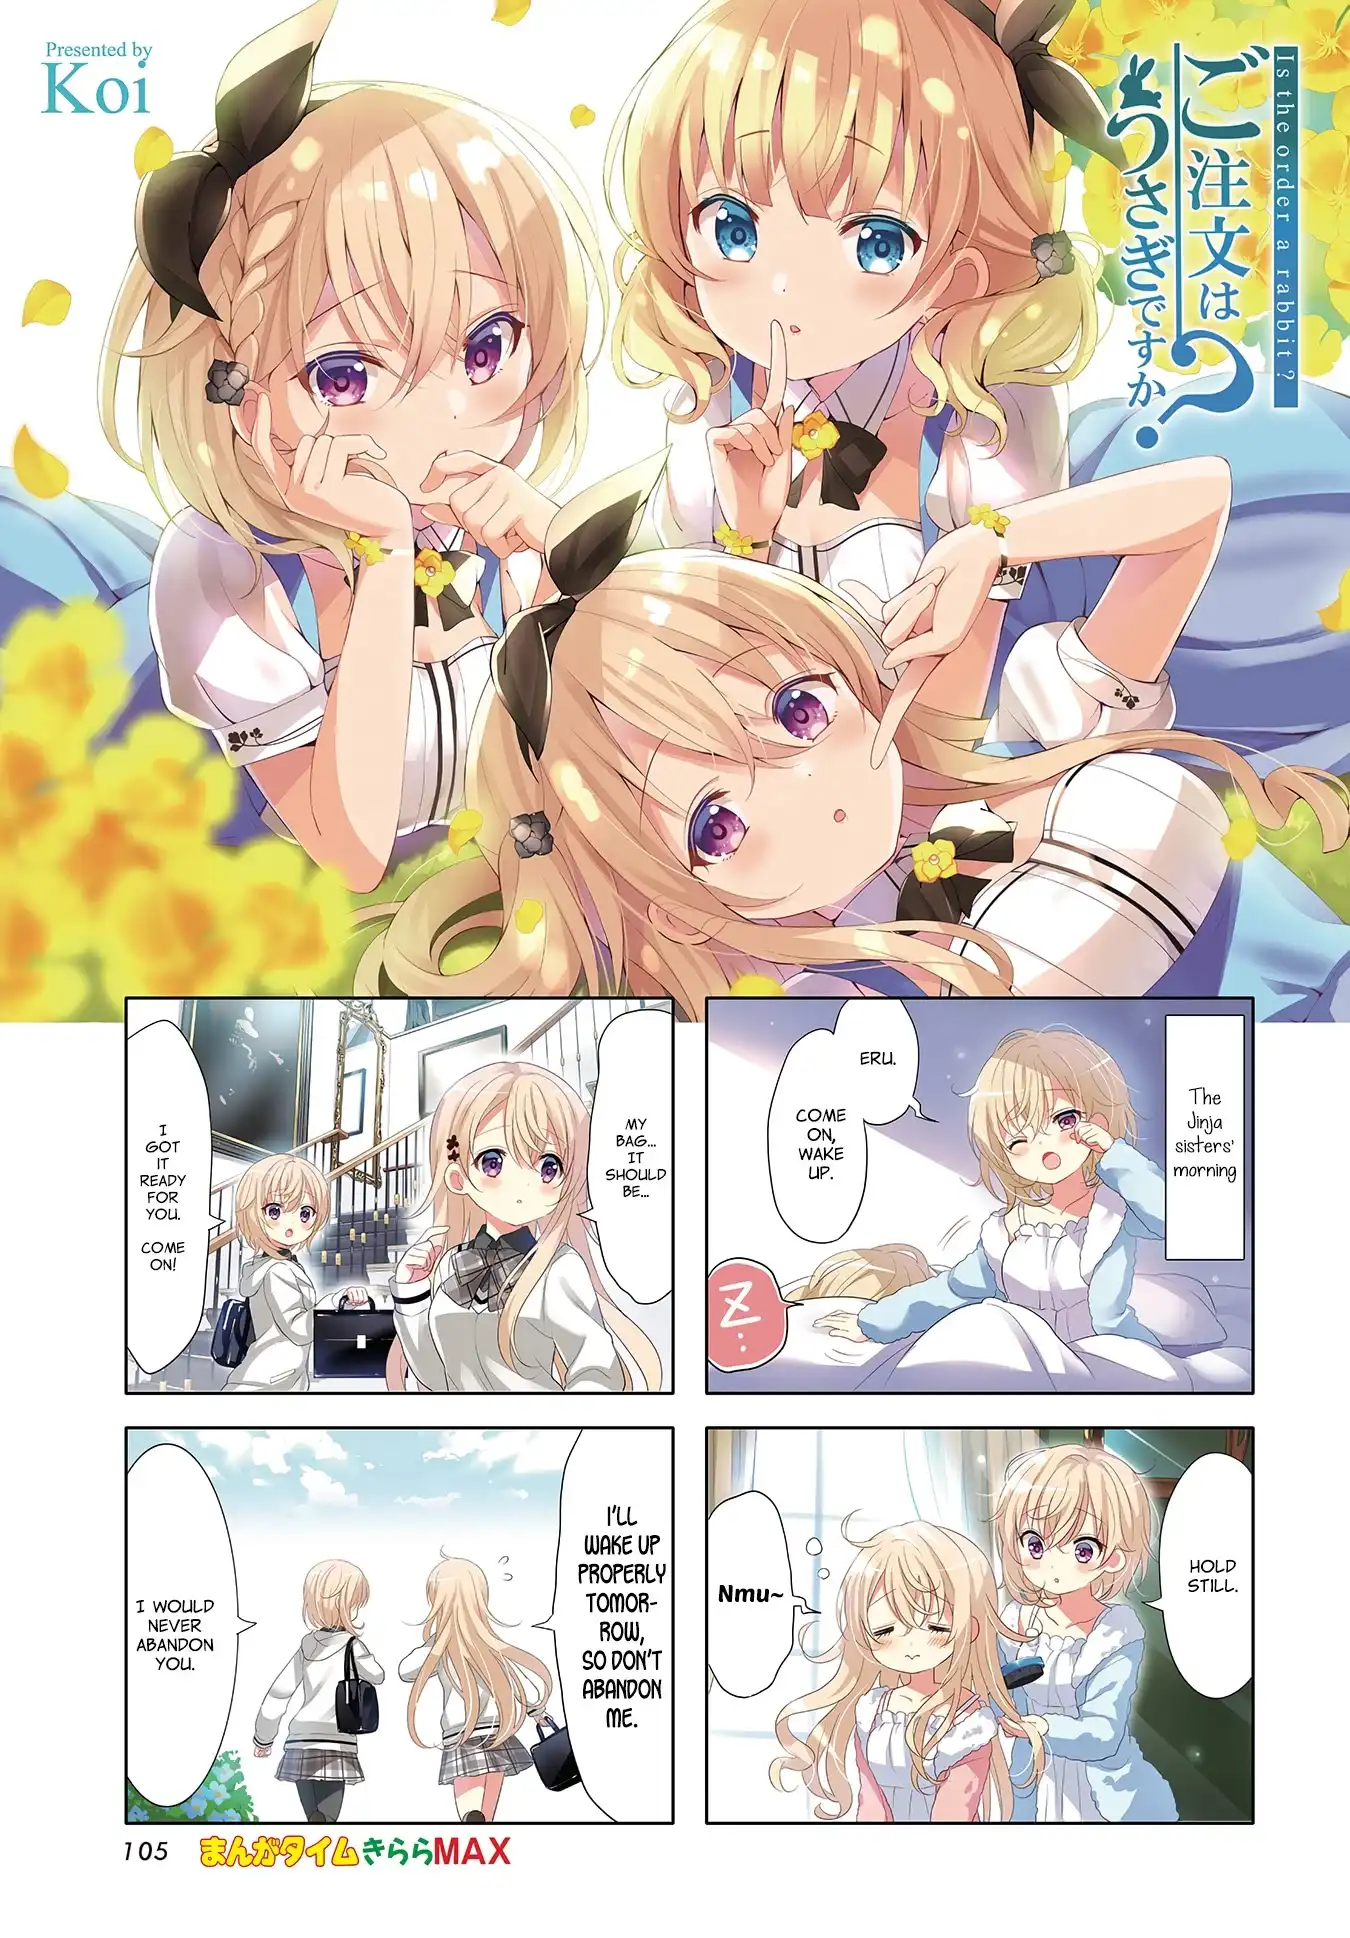 Presented by
Koi
Is the order a rabbit?
ご注文は
うさぎですか?
The
Jinja
sisters'
morning
ERU.
COME
ON,
WAKE
UP.
Z...
HOLD
STILL.
Nmu~
MY
BAG...
IT
SHOULD
BE...
I
GOT
IT
READY
FOR
YOU.
COME
ON!
I'LL
WAKE UP
PROPERLY
TOMOR-
ROW,
SO DON'T
ABANDON
ME.
I WOULD
NEVER
ABANDON
YOU.
105
まんがタイムきららMAX